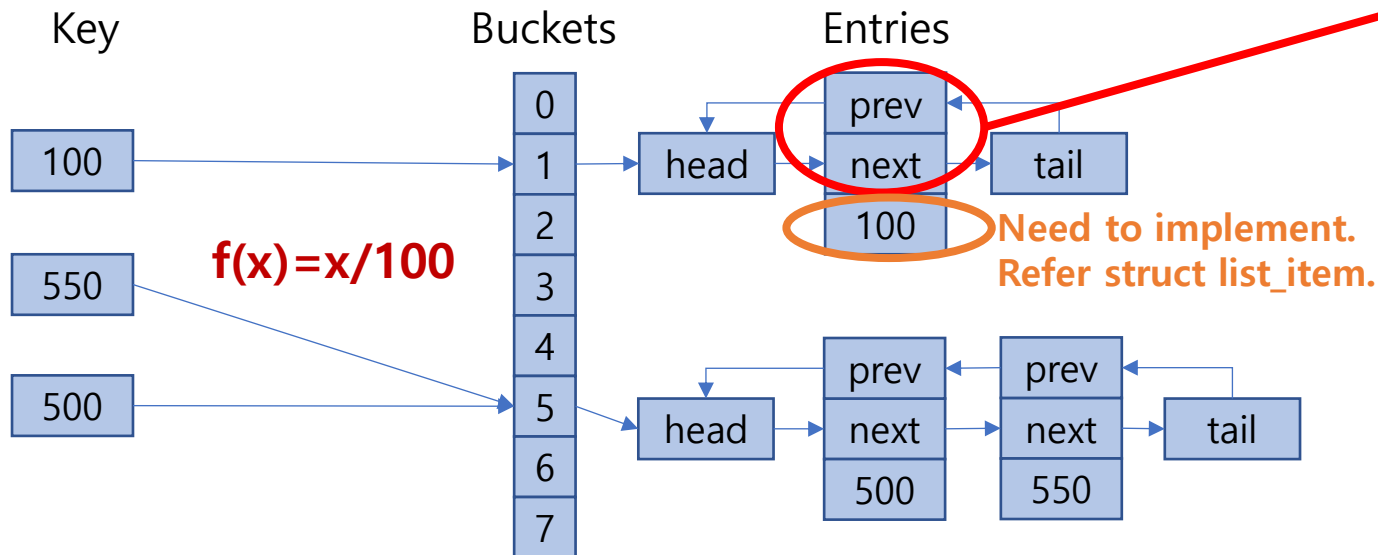 Key
Buckets
Entries
100
550
500
f(x)=x/100
0
1
2
3
4
5
6
7
head
prev
next
100
tail
Need to implement.
Refer struct list_item.
head
prev
next
500
prev
next
550
tail